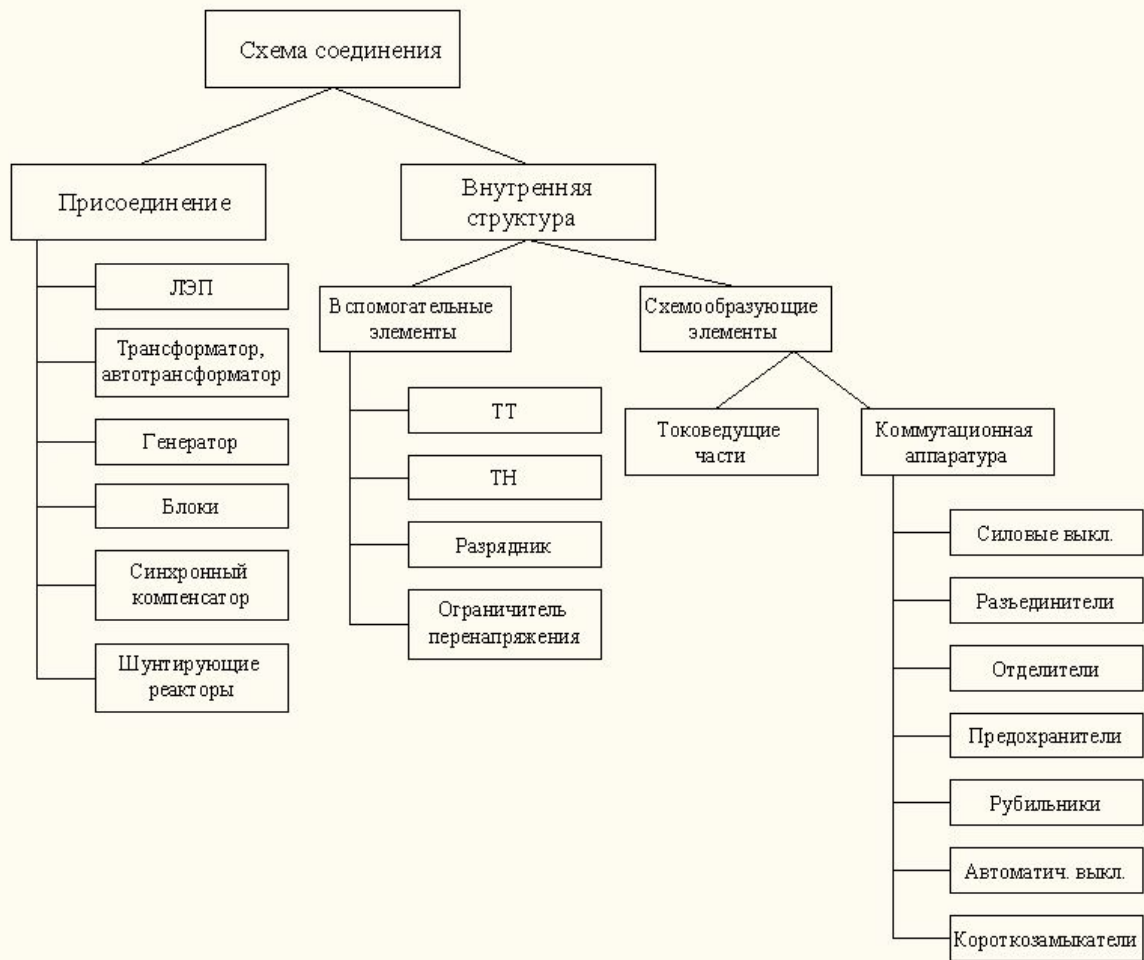 Схема соединения
Присоединение
Внутренняя
структура
ЛЭП
Трансформатор,
автотрансформатор
Генератор
Блоки
Синхронный
компенсатор
Шунтирующие
реакторы
Вспомогательные
элементы
ТТ
ТН
Разрядник
Ограничитель
перенапряжения
Схемообразующие
элементы
Токоведущие
части
Коммутационная
аппаратура
Силовые выкл.
Разьединители
Отделители
Предохранители
Рубильники
Автоматич. выкл.
Короткозамыкатели